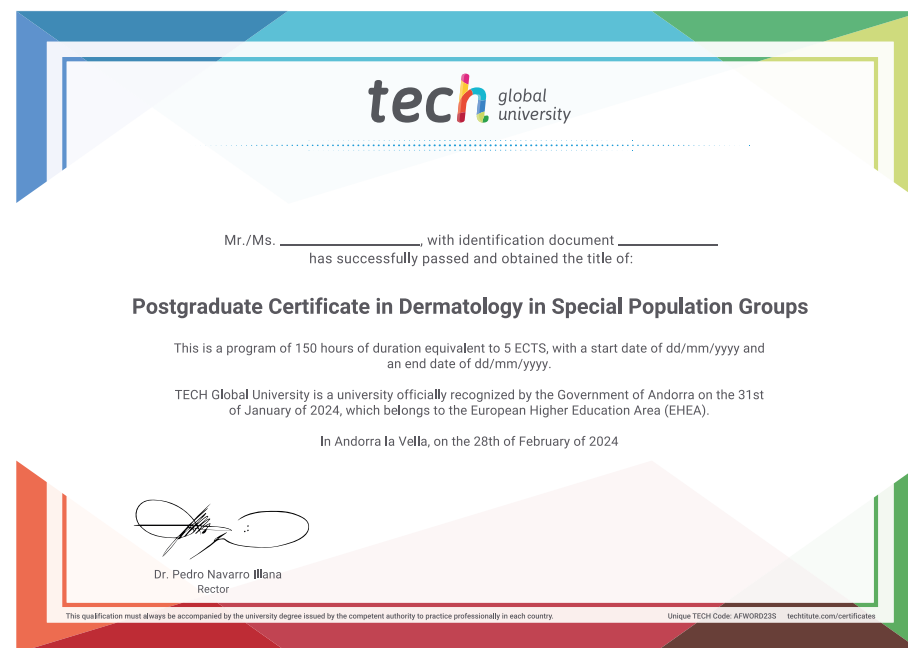 tech global university
Mr./Ms. ____________, with identification document ____________
has successfully passed and obtained the title of:
Postgraduate Certificate in Dermatology in Special Population Groups
This is a program of 150 hours of duration equivalent to 5 ECTS, with a start date of dd/mm/yyyy and
an end date of dd/mm/yyyy.
TECH Global University is a university officially recognized by the Government of Andorra on the 31st
of January of 2024, which belongs to the European Higher Education Area (EHEA).
In Andorra la Vella, on the 28th of February of 2024
Dr. Pedro Navarro Illana
Rector
This qualification must always be accompanied by the university degree issued by the competent authority to practice professionally in each country. Unique TECH Code: AFWORD23S techtitute.com/certificates